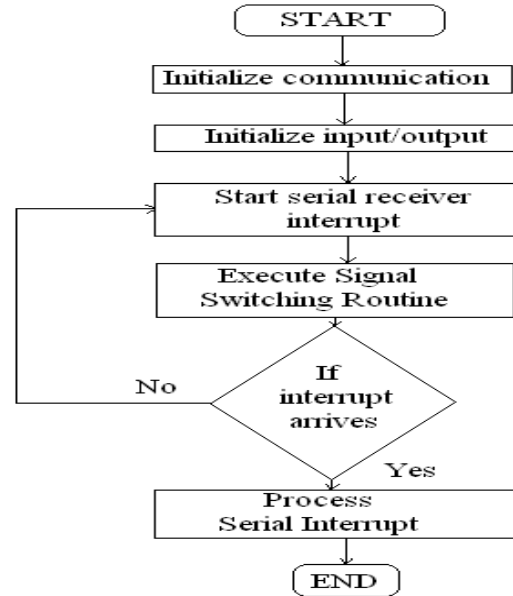 START
Initialize communication
Initialize input/output
Start serial receiver
interrupt
Execute Signal
Switching Routine
If
interrupt
arrives
No
Yes
Process
Serial Interrupt
END